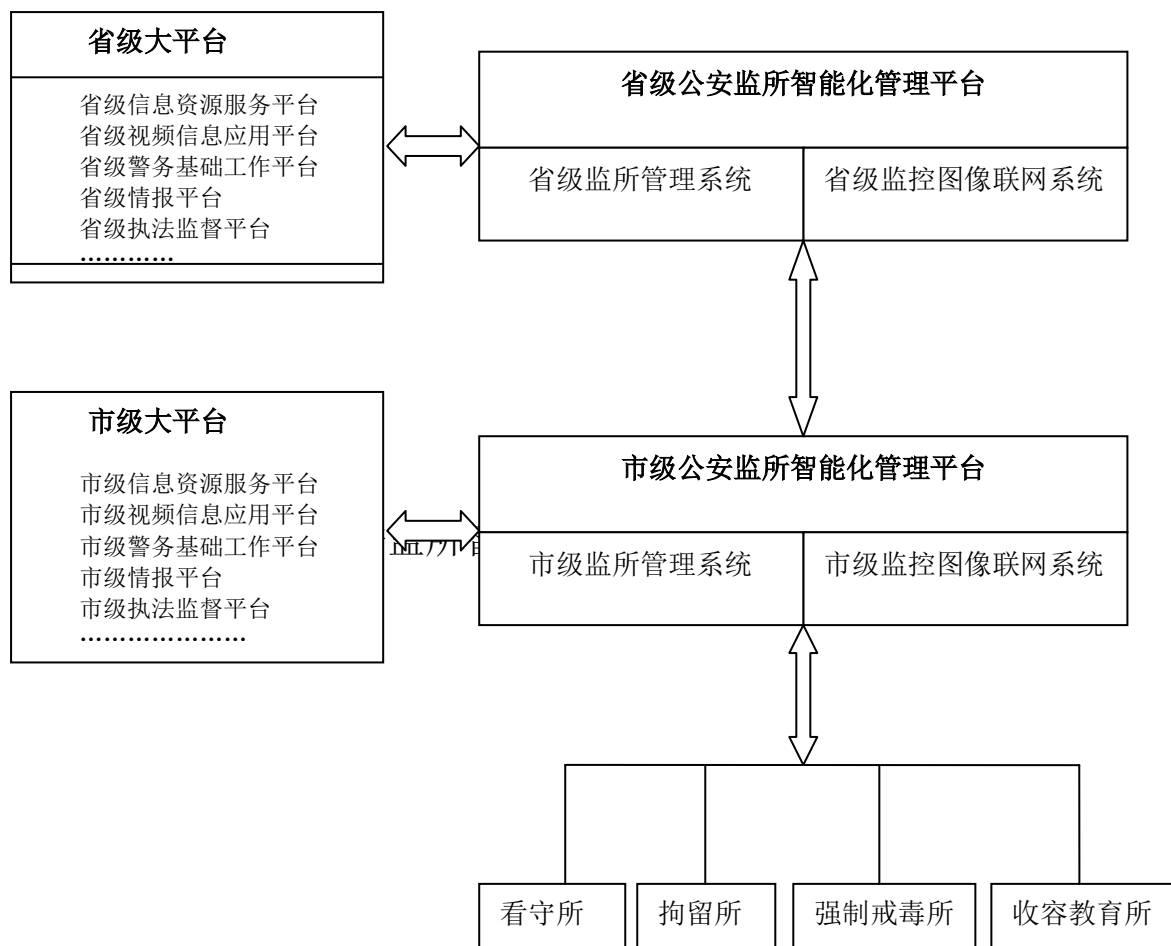 省级大平台
省级信息资源服务平台
省级视频信息应用平台
省级警务基础工作平台
省级情报平台
省级执法监督平台
…………
省级公安监所智能化管理平台
省级监所管理系统
省级监控图像联网系统
市级大平台
市级信息资源服务平台
市级视频信息应用平台
市级警务基础工作平台
市级情报平台
市级执法监督平台
…………………
监所
市级公安监所智能化管理平台
市级监所管理系统
市级监控图像联网系统
看守所
拘留所
强制戒毒所
收容教育所